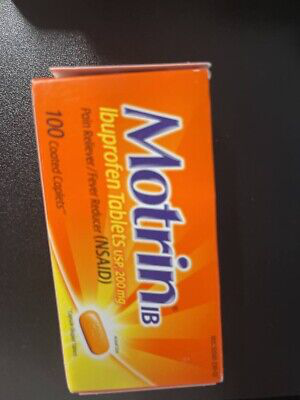 Motrin® IB
Ibuprofen Tablets USP, 200 mg
Pain Reliever/Fever Reducer (NSAID)
100 Coated Caplets**